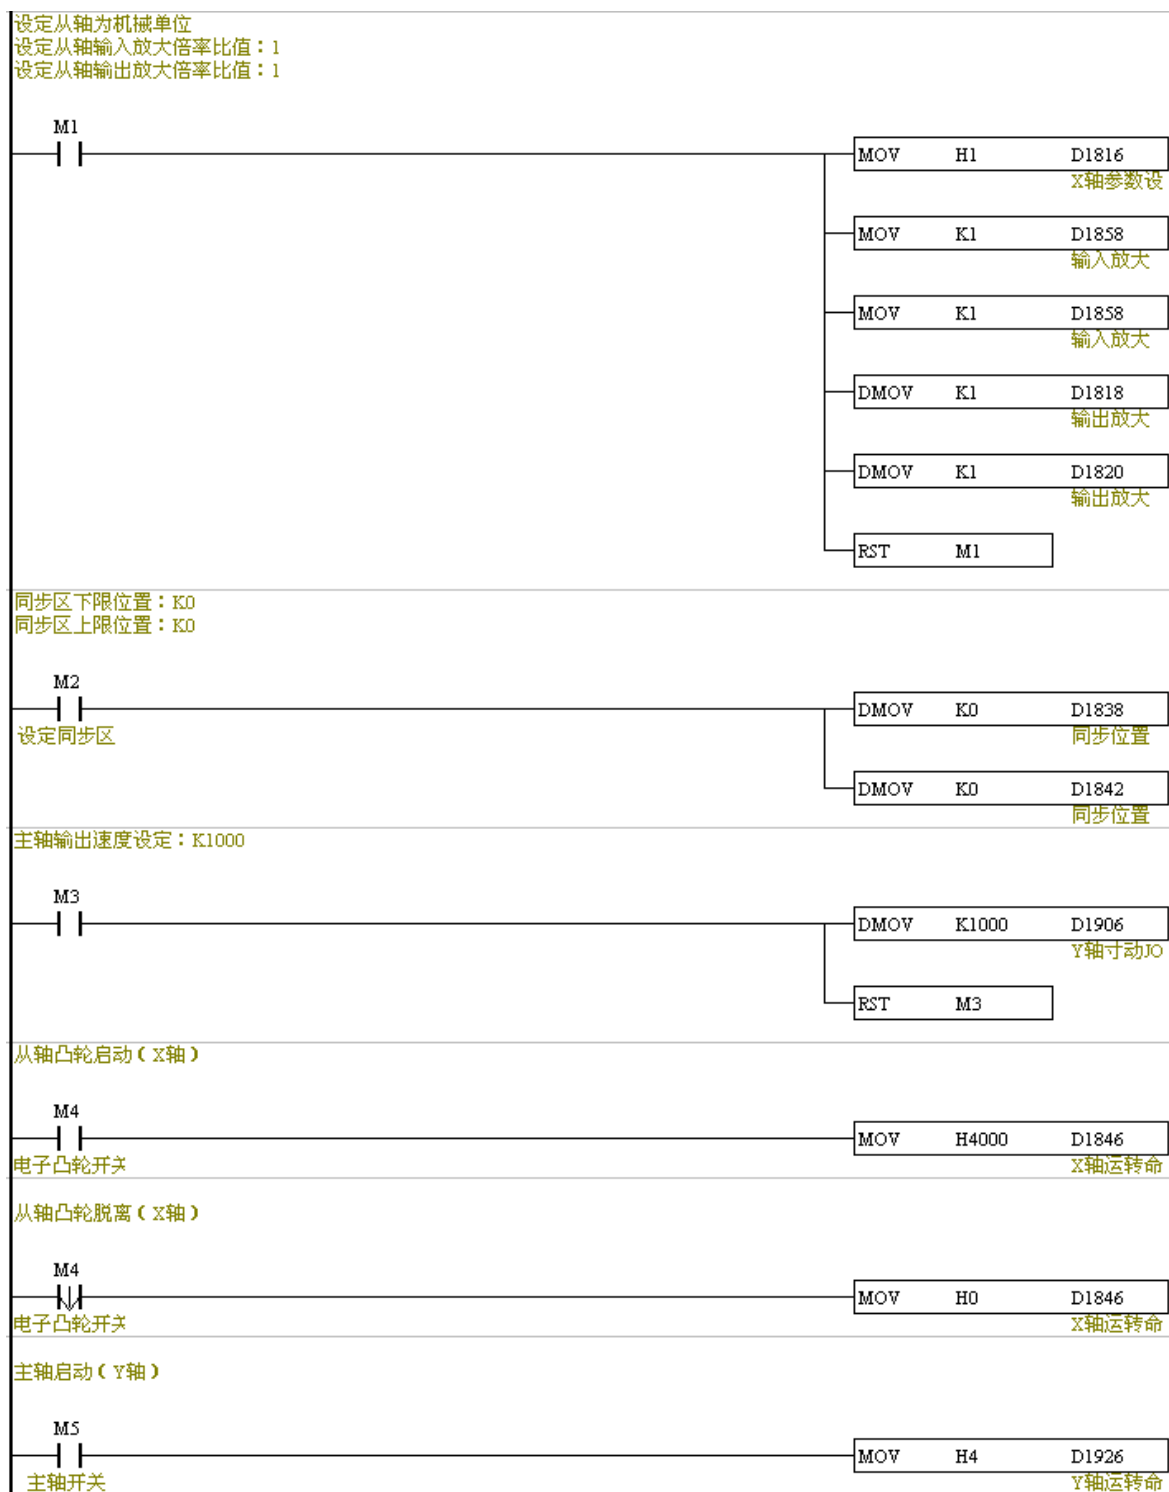 设定从轴为机械单位
设定从轴输入放大倍率比值：1
设定从轴输出放大倍率比值：1
M1
MOV H1 D1816
X轴参数设
MOV K1 D1858
输入放大
MOV K1 D1858
输入放大
DMOV K1 D1818
输出放大
DMOV K1 D1820
输出放大
RST M1
同步区下限位置：K0
同步区上限位置：K0
M2
DMOV K0 D1838
设定同步区 同步位置
DMOV K0 D1842
同步位置
主轴输出速度设定：K1000
M3
DMOV K1000 D1906
Y轴寸动JO
RST M3
从轴凸轮启动（X轴）
M4
MOV H4000 D1846
电子凸轮开关 X轴运转命
从轴凸轮脱离（X轴）
M4
MOV H0 D1846
电子凸轮开关 X轴运转命
主轴启动（Y轴）
M5
MOV H4 D1926
主轴开关 Y轴运转命